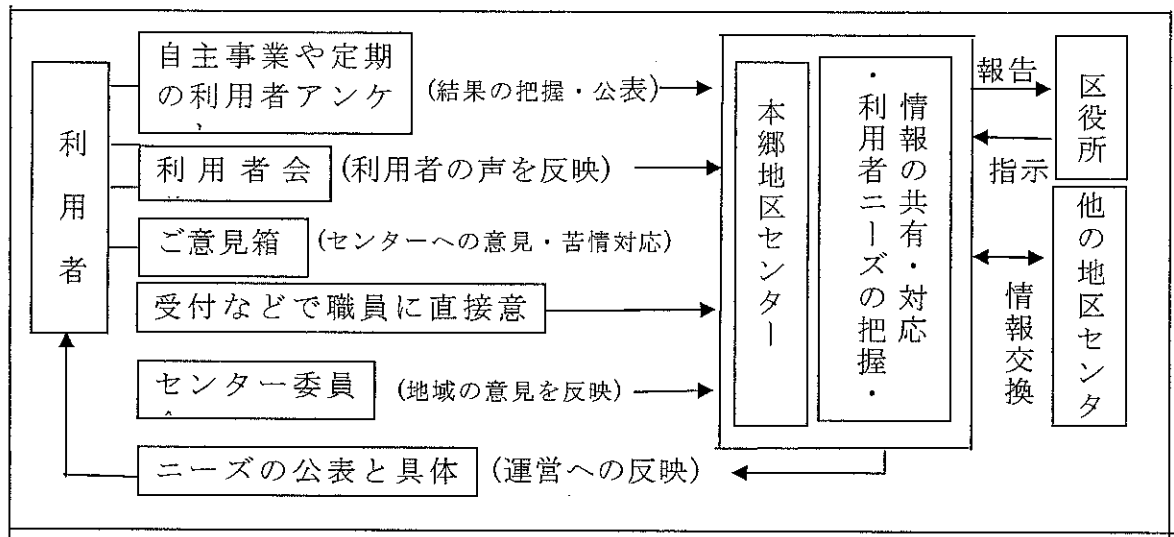 利用者
自主事業や定期
の利用者アンケ
(結果の把握・公表)
利用者会
(利用者の声を反映)
ご意見箱
(センターへの意見・苦情対応)
受付などで職員に直接意
センター委員
(地域の意見を反映)
ニーズの公表と具体
(運営への反映)
本郷地区センター
情報の共有・対応
・利用者ニーズの把握・
報告
指示
区役所
情報交換
他の地区センタ